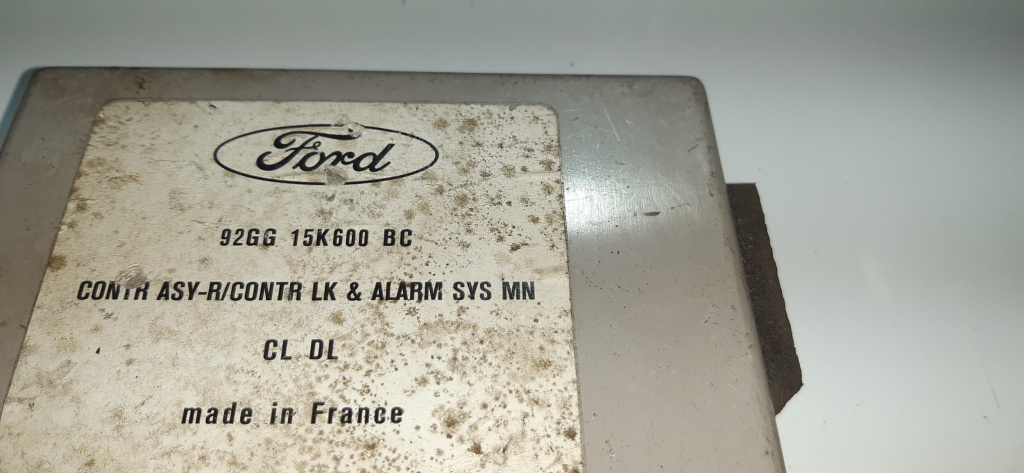 Ford
92GG 15K600 BC
CONTR ASY-R/CONTR LK & ALARM SYS MN
CL DL
made in France